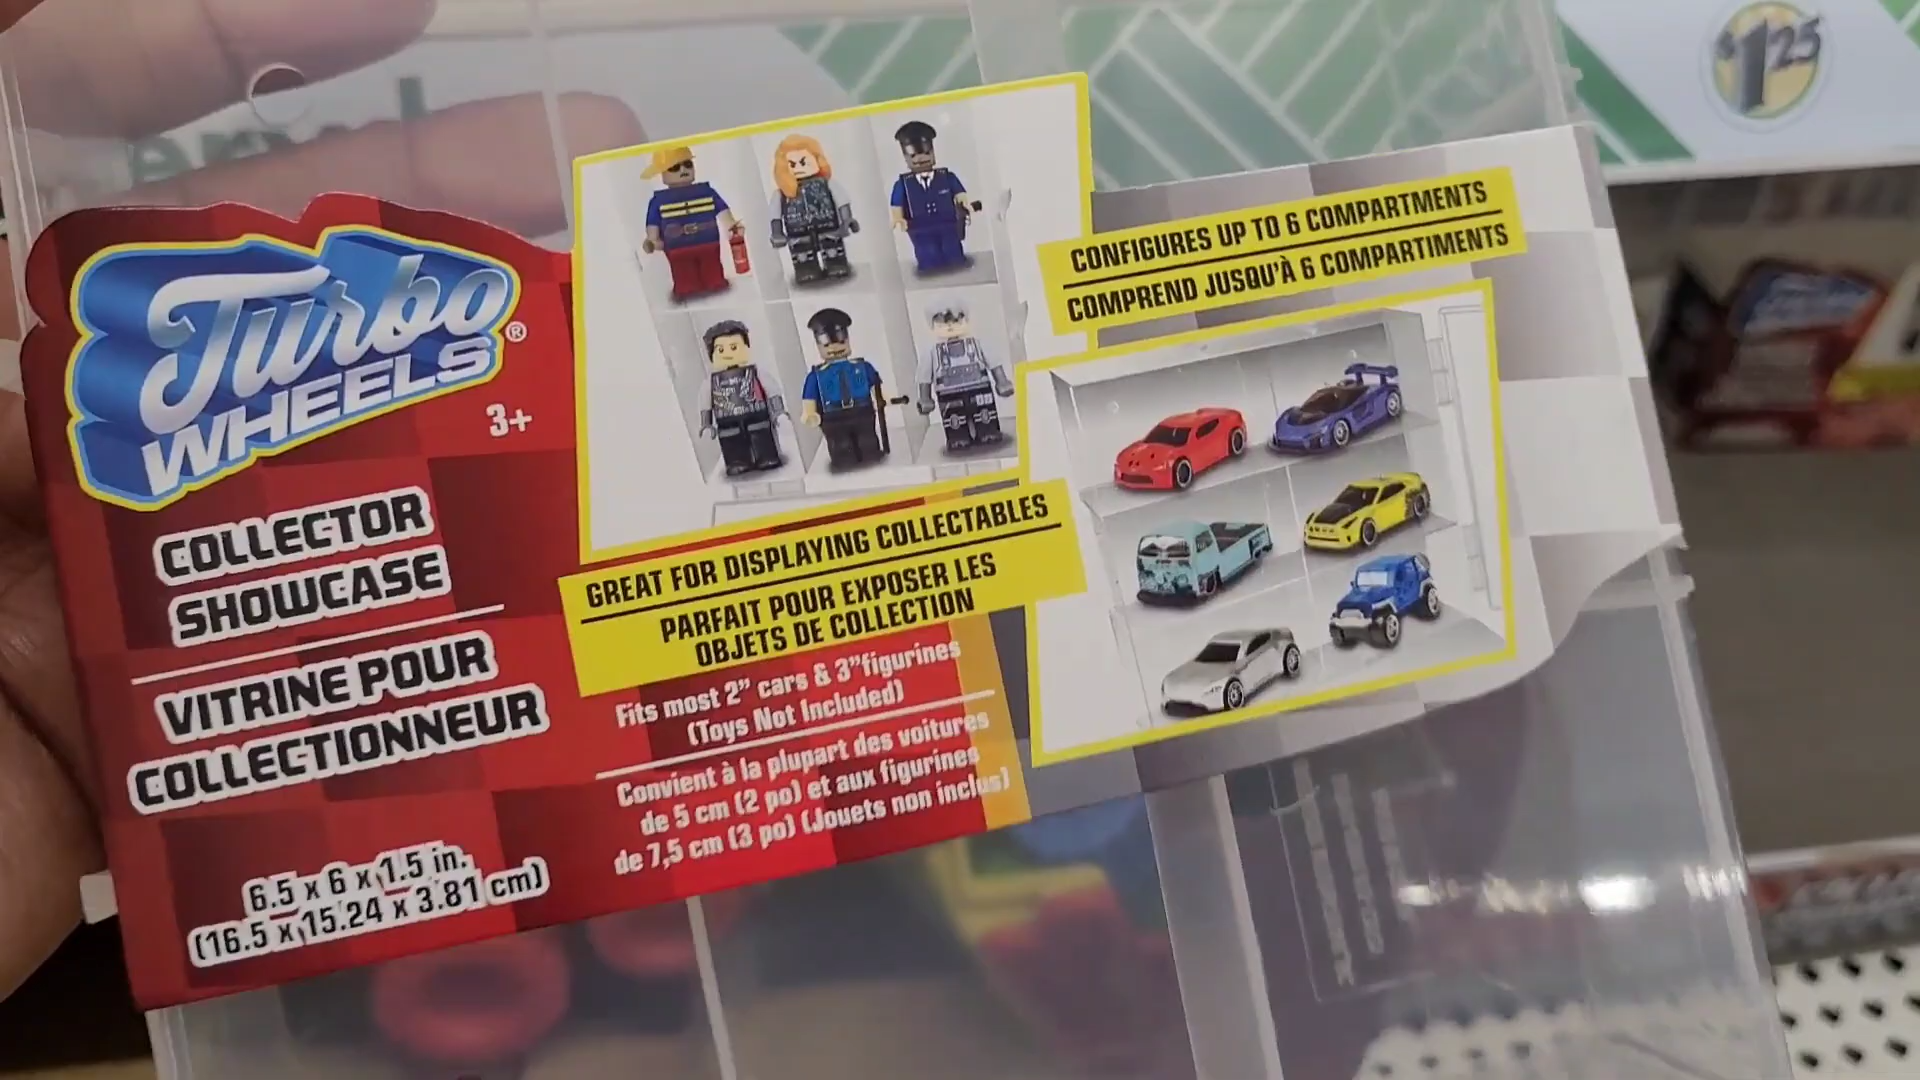 $1.25
Turbo
WHEELS®
3+
COLLECTOR
SHOWCASE
VITRINE POUR
COLLECTIONNEUR
6.5 x 6 x 1.5 in.
(16.5 x 15.24 x 3.81 cm)
GREAT FOR DISPLAYING COLLECTABLES
PARFAIT POUR EXPOSER LES
OBJETS DE COLLECTION
Fits most 2” cars & 3”figurines
(Toys Not Included)
Convient à la plupart des voitures
de 5 cm (2 po) et aux figurines
de 7,5 cm (3 po) (Jouets non inclus)
CONFIGURES UP TO 6 COMPARTMENTS
COMPREND JUSQU'À 6 COMPARTIMENTS